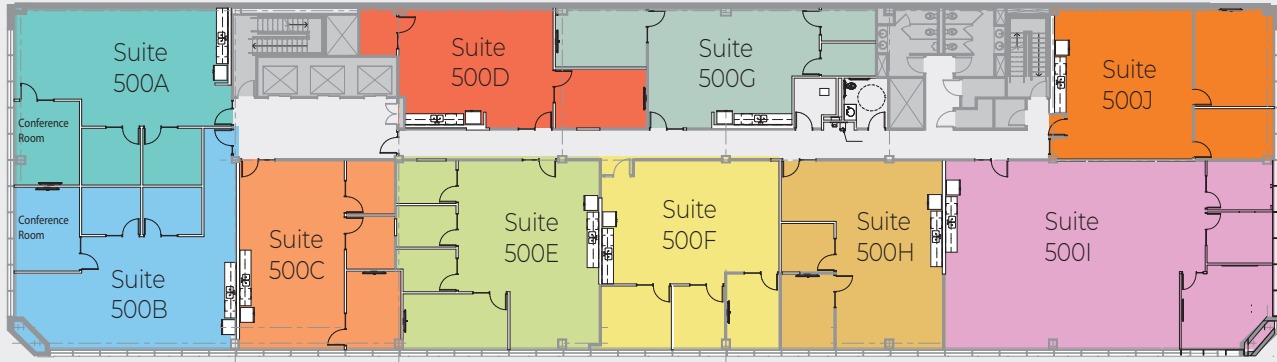 Suite
500A
Conference
Room
Conference
Room
Suite
500B
Suite
500C
Suite
500D
Suite
500E
Suite
500F
Suite
500G
Suite
500H
Suite
500I
Suite
500J